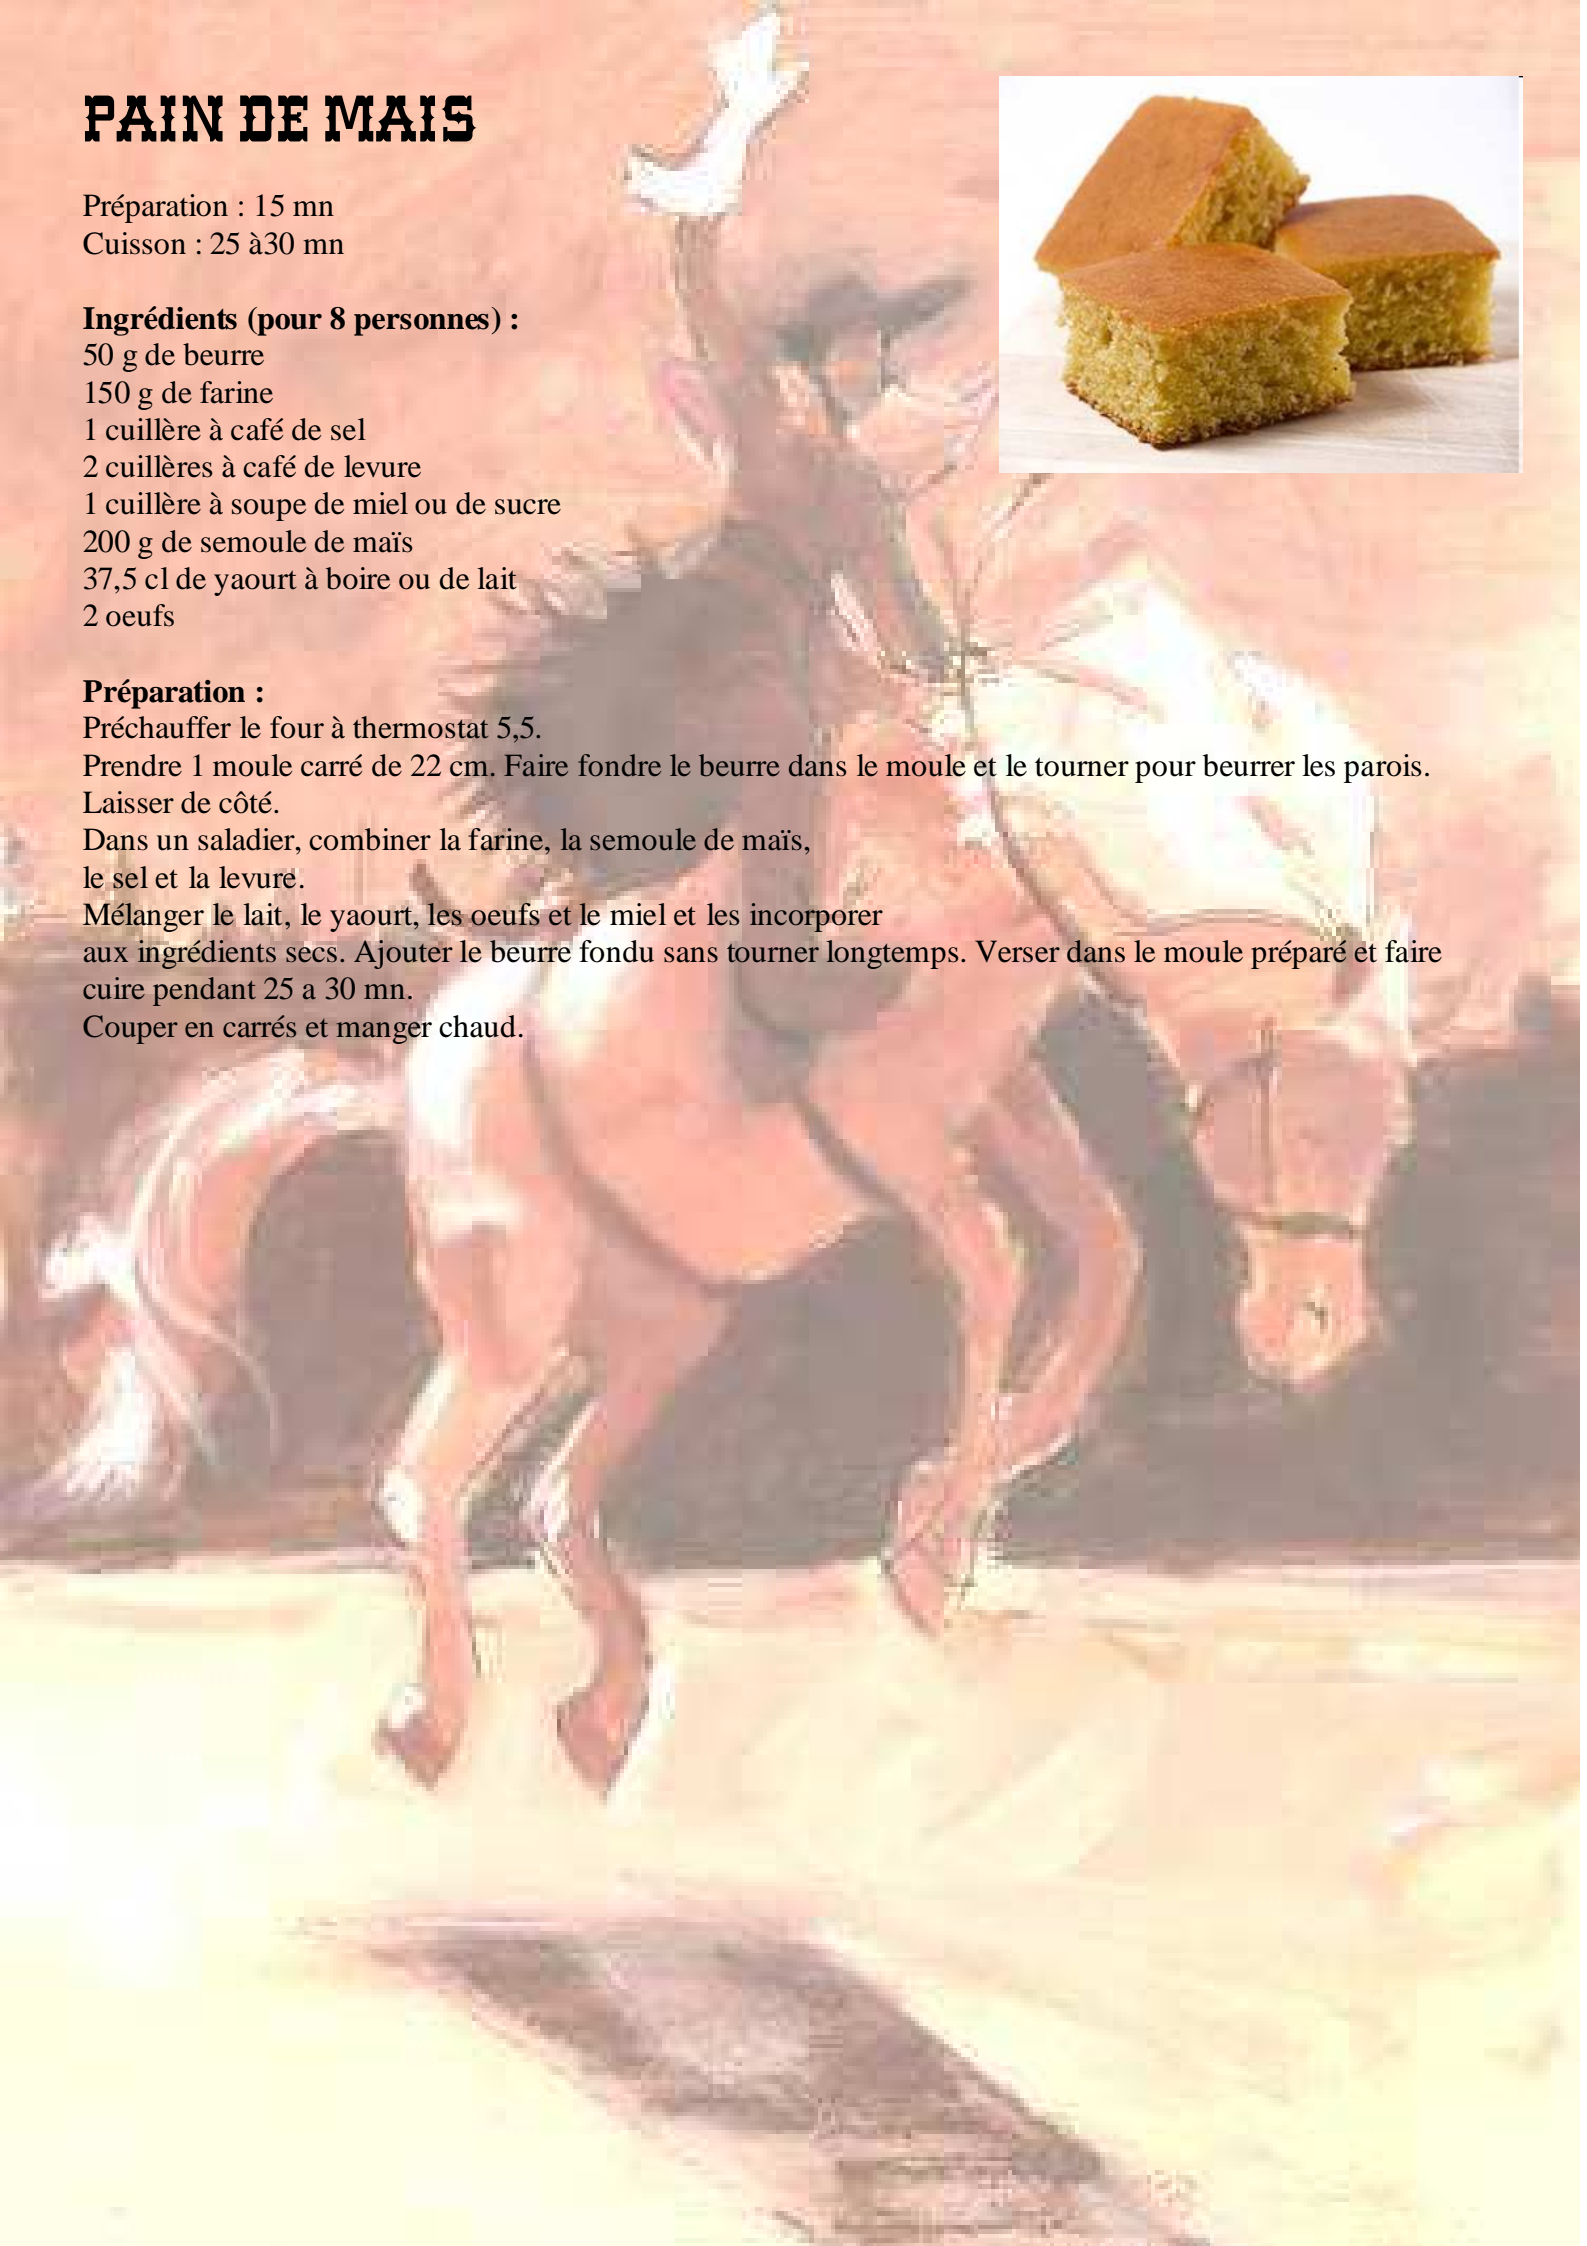 PAIN DE MAIS
Préparation : 15 mn
Cuisson : 25 à30 mn
Ingrédients (pour 8 personnes) :
50 g de beurre
150 g de farine
1 cuillère à café de sel
2 cuillères à café de levure
1 cuillère à soupe de miel ou de sucre
200 g de semoule de maïs
37,5 cl de yaourt à boire ou de lait
2 oeufs
Préparation :
Préchauffer le four à thermostat 5,5.
Prendre 1 moule carré de 22 cm. Faire fondre le beurre dans le moule et le tourner pour beurrer les parois.
Laisser de côté.
Dans un saladier, combiner la farine, la semoule de maïs,
le sel et la levure.
Mélanger le lait, le yaourt, les oeufs et le miel et les incorporer
aux ingrédients secs. Ajouter le beurre fondu sans tourner longtemps. Verser dans le moule préparé et faire
cuire pendant 25 a 30 mn.
Couper en carrés et manger chaud.